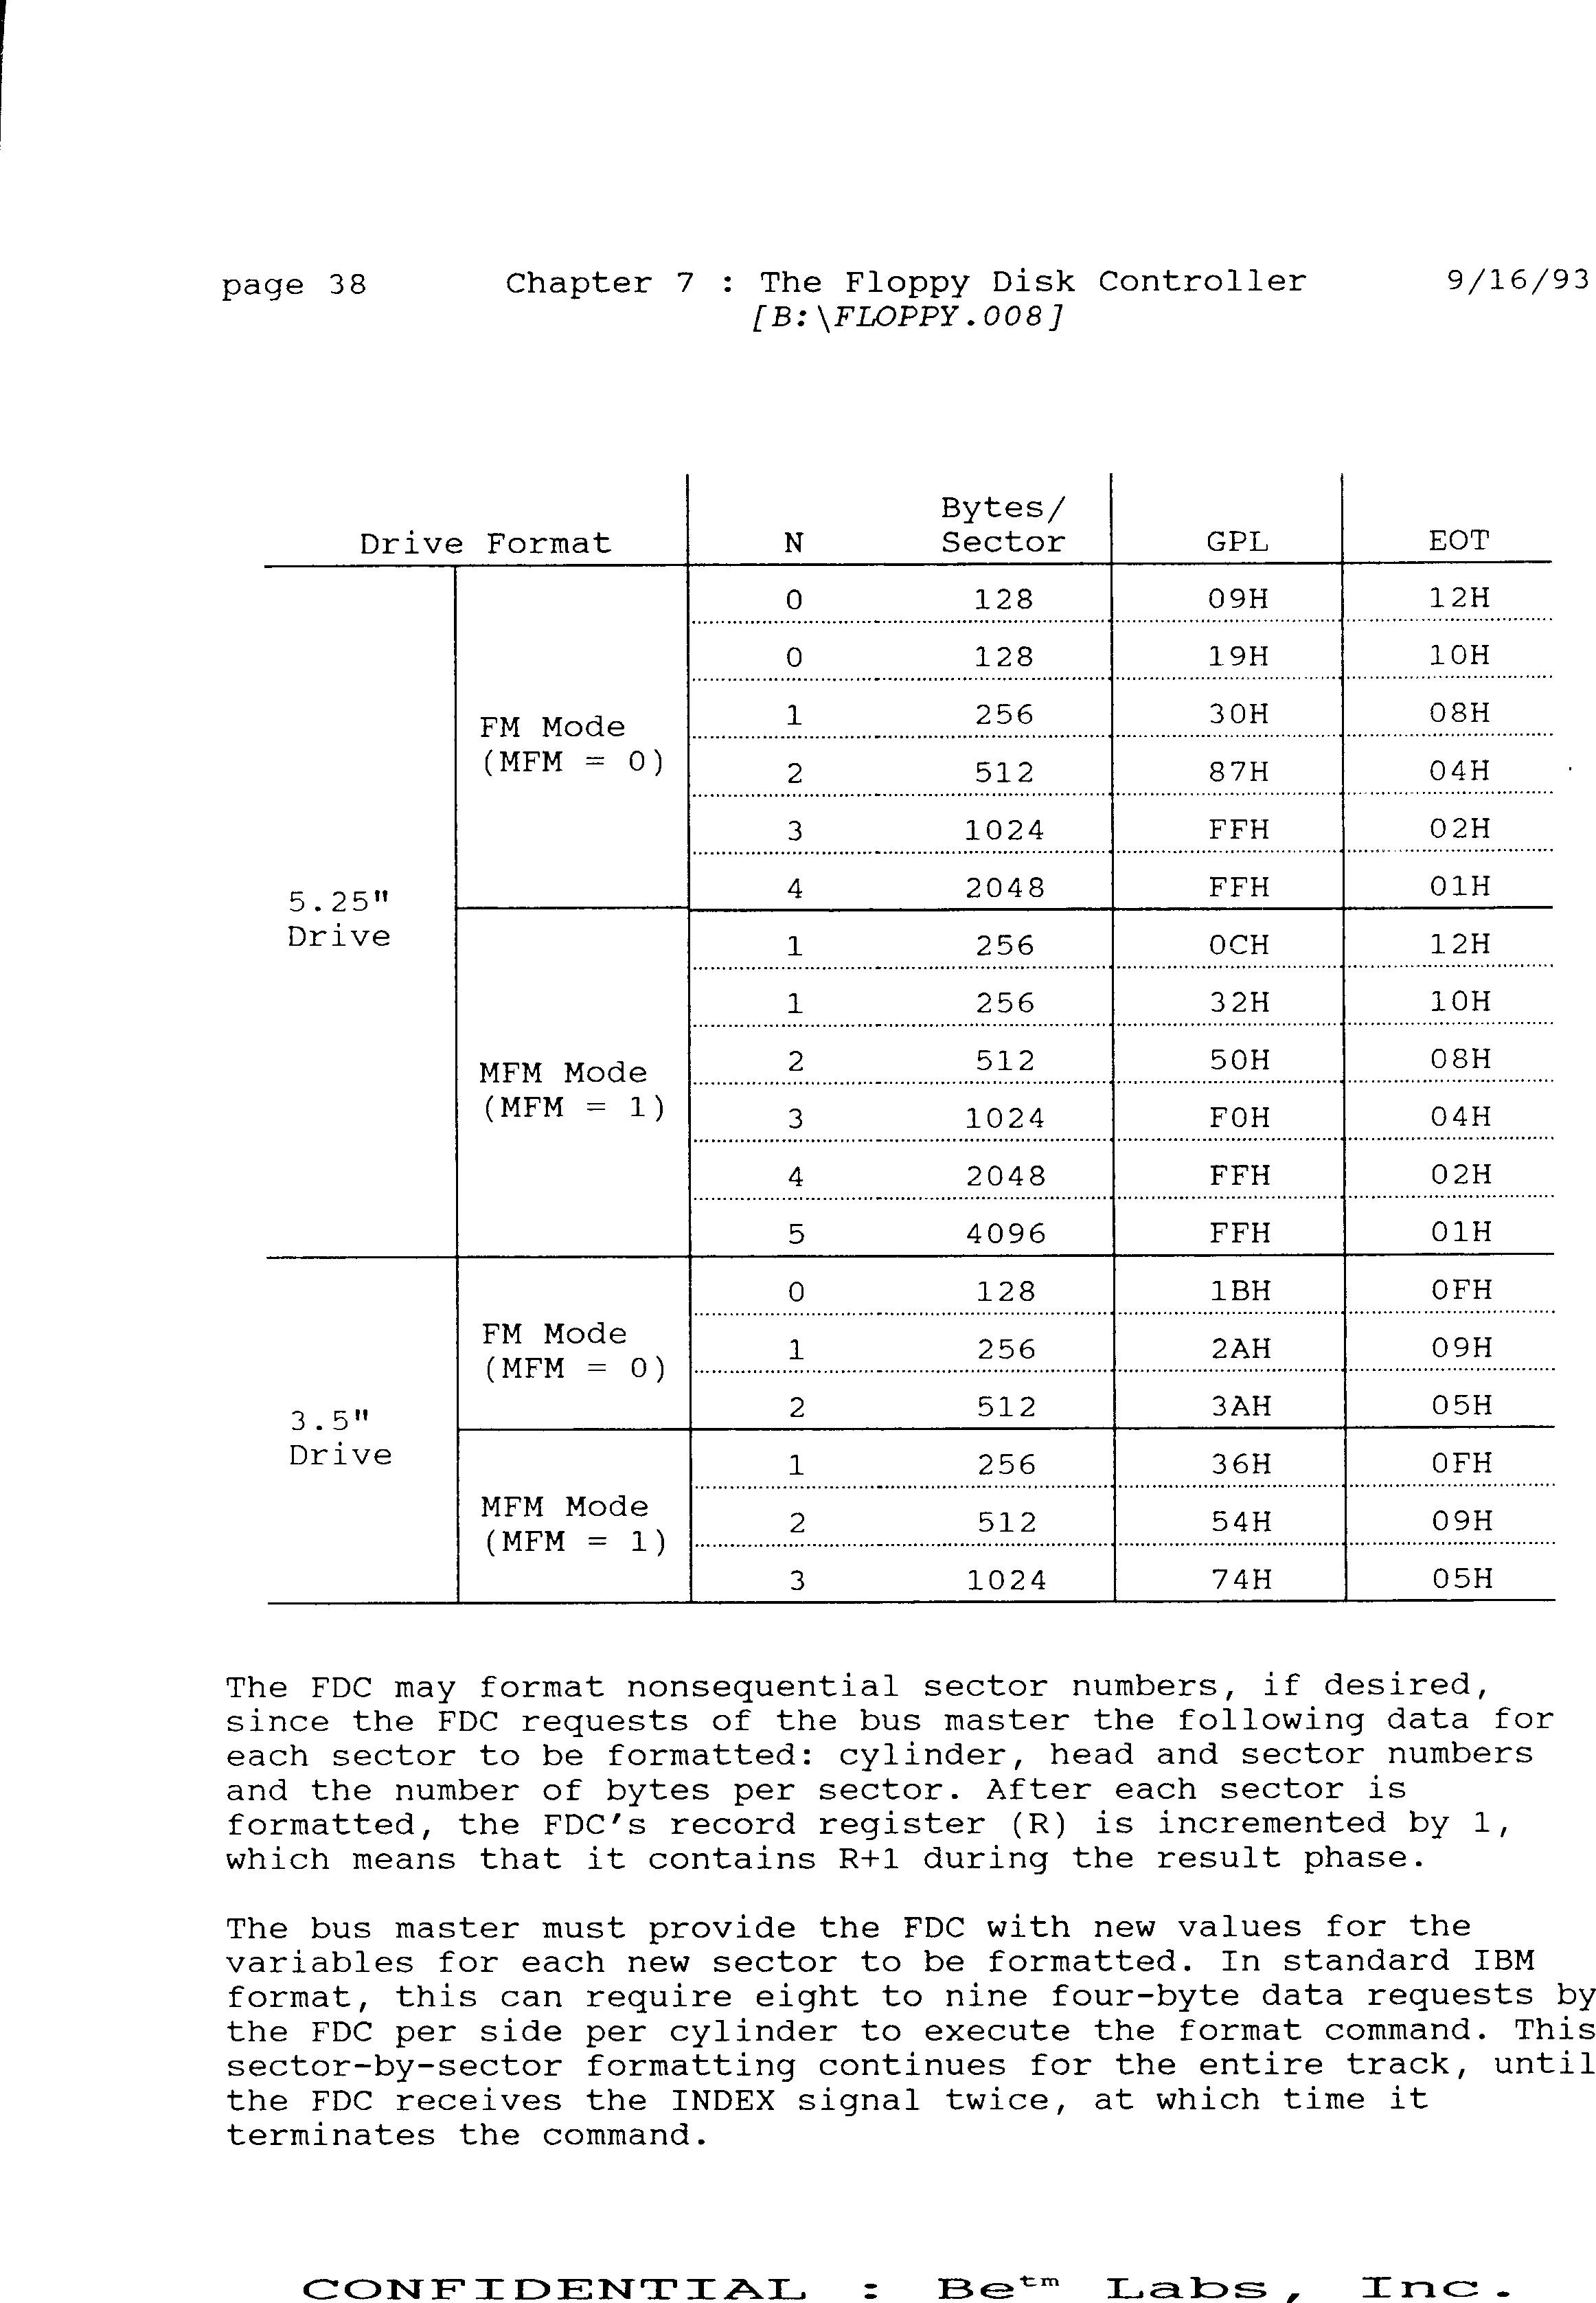 page 38 Chapter 7 : The Floppy Disk Controller 9/16/93
[B:\FLOPPY.008]
Bytes/
Drive Format N Sector GPL EOT
0 128 09H 12H
0 128 19H 10H
FM Mode 1 256 30H 08H
(MFM = 0) 2 512 87H 04H
3 1024 FFH 02H
5.25" 4 2048 FFH 01H
Drive 1 256 0CH 12H
1 256 32H 10H
MFM Mode 2 512 50H 08H
(MFM = 1) 3 1024 F0H 04H
4 2048 FFH 02H
5 4096 FFH 01H
0 128 1BH 0FH
FM Mode 1 256 2AH 09H
(MFM = 0)
3.5" 2 512 3AH 05H
Drive 1 256 36H 0FH
MFM Mode 2 512 54H 09H
(MFM = 1)
3 1024 74H 05H
The FDC may format nonsequential sector numbers, if desired,
since the FDC requests of the bus master the following data for
each sector to be formatted: cylinder, head and sector numbers
and the number of bytes per sector. After each sector is
formatted, the FDC's record register (R) is incremented by 1,
which means that it contains R+1 during the result phase.
The bus master must provide the FDC with new values for the
variables for each new sector to be formatted. In standard IBM
format, this can require eight to nine four-byte data requests by
the FDC per side per cylinder to execute the format command. This
sector-by-sector formatting continues for the entire track, until
the FDC receives the INDEX signal twice, at which time it
terminates the command.
CONFIDENTIAL : Be™ Labs, Inc.